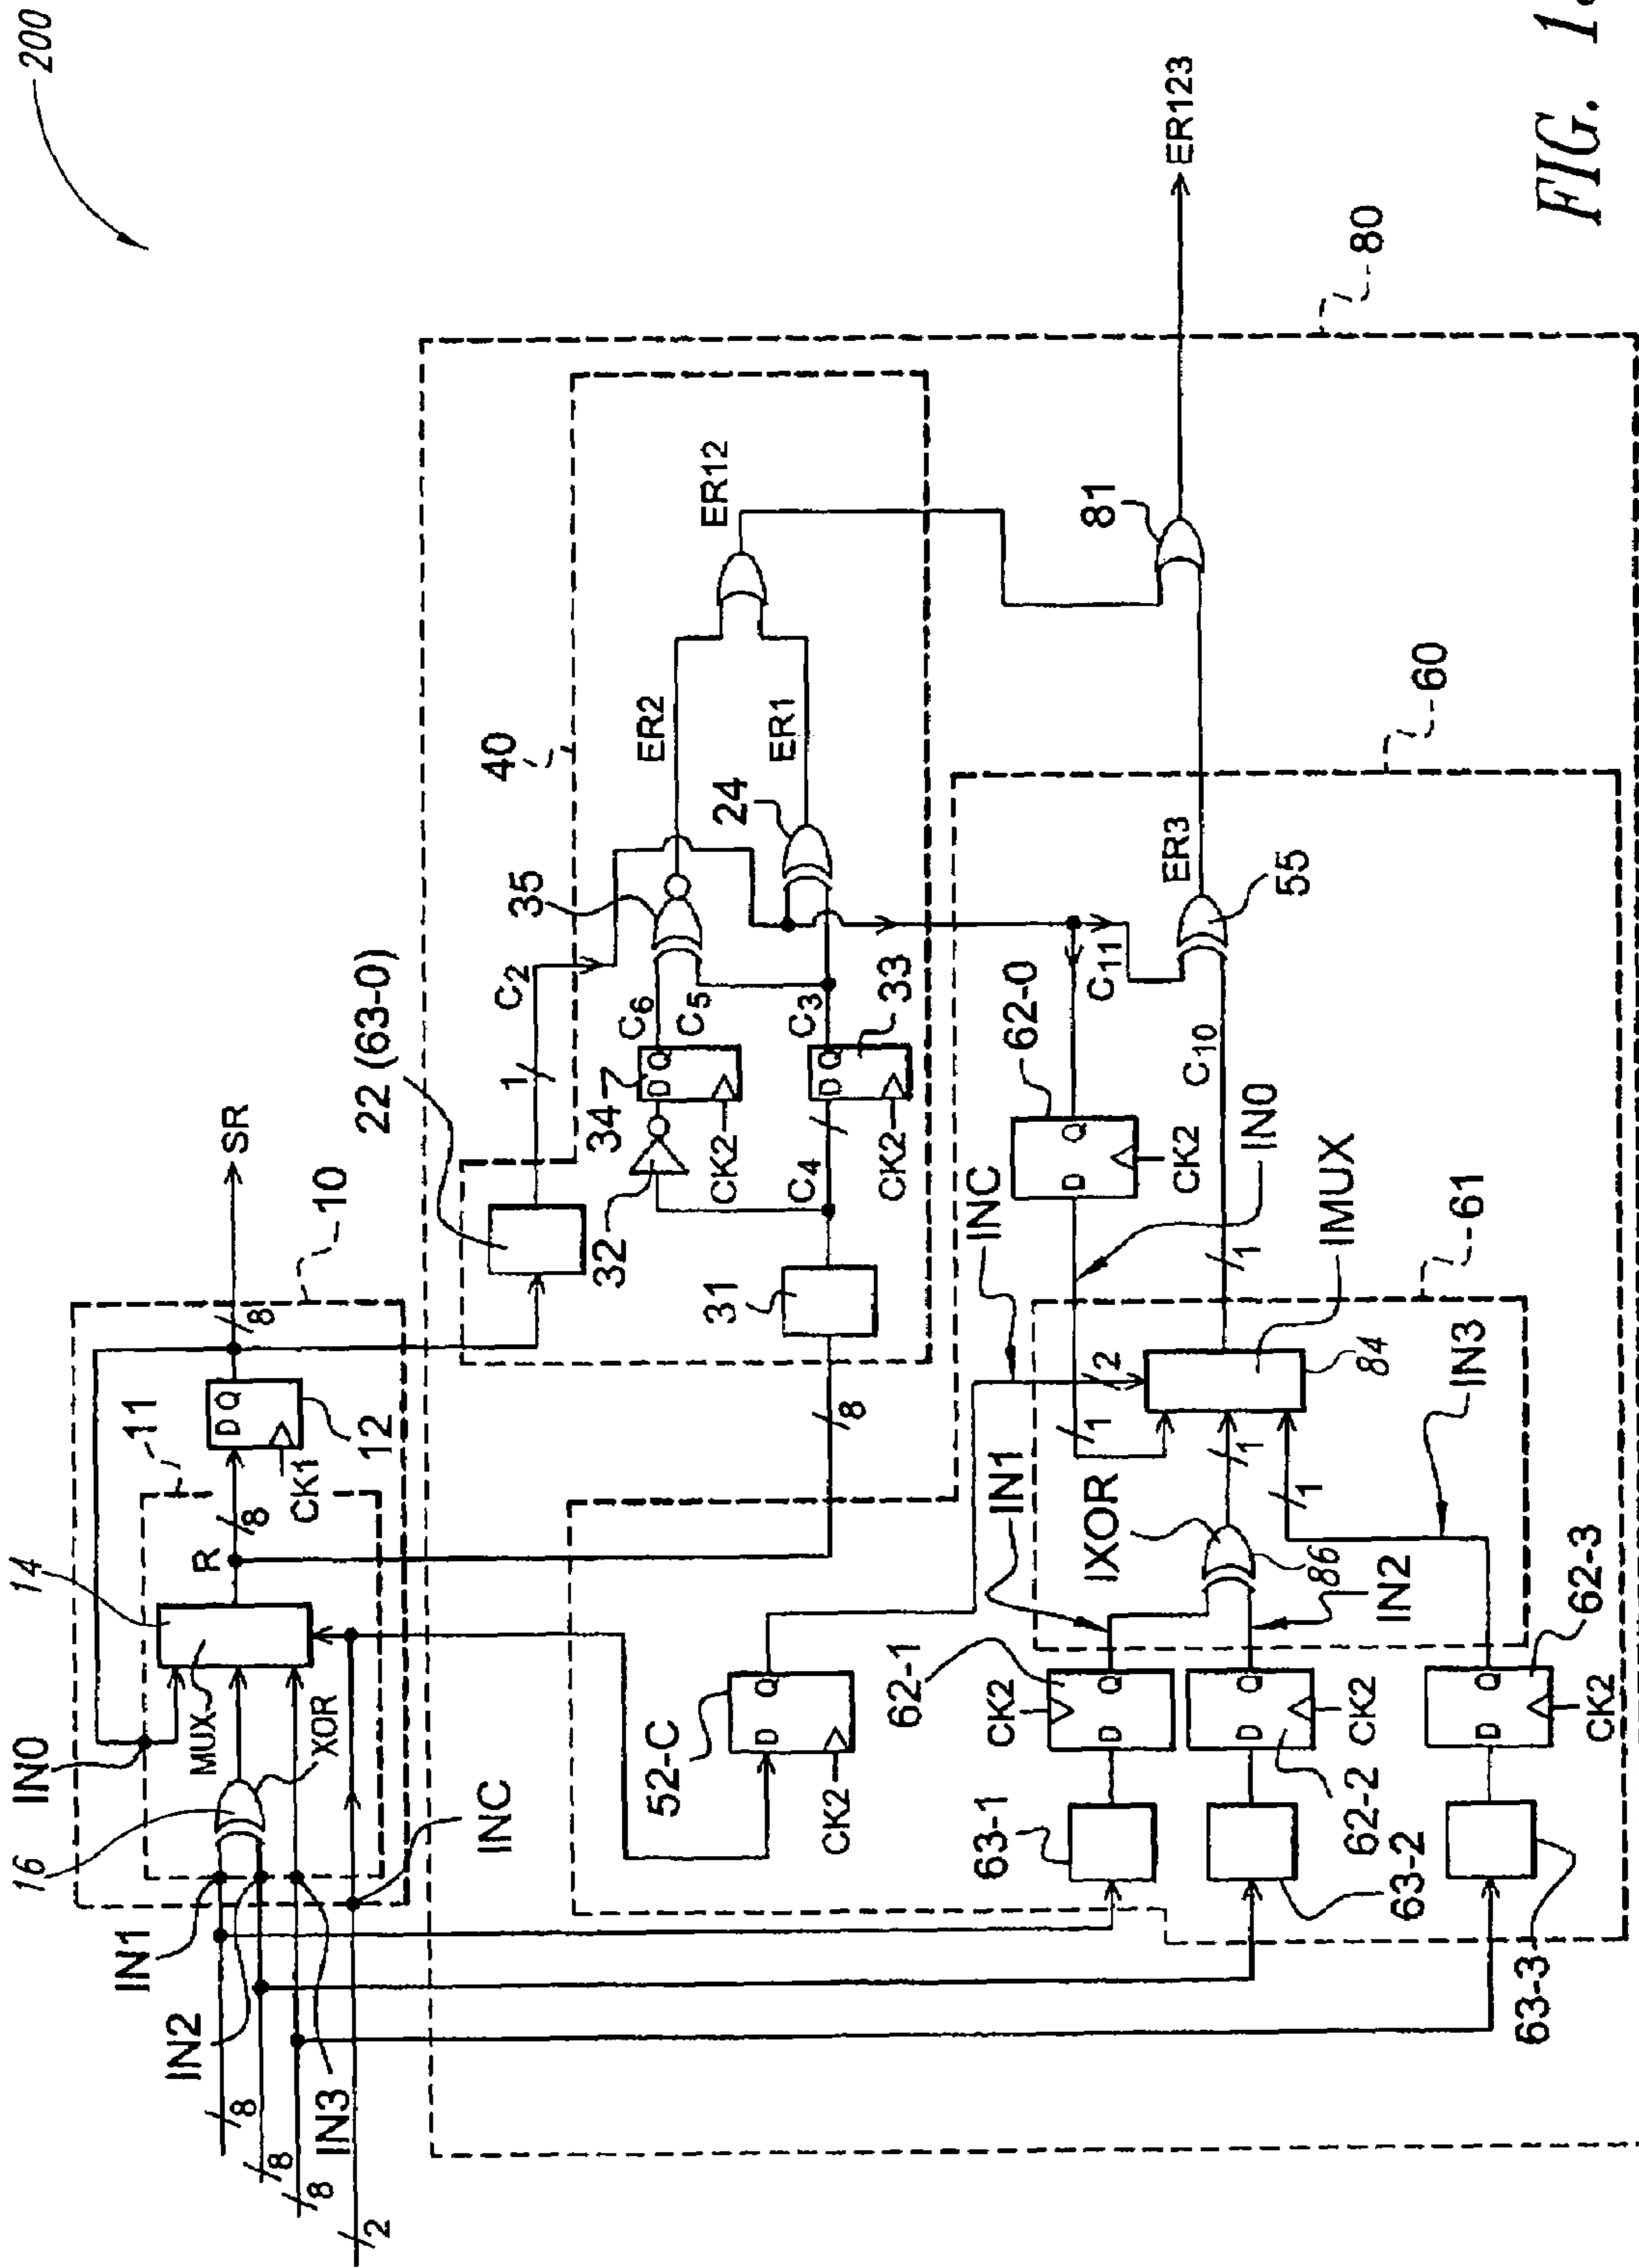 200
SR
10
11
14
IN0
16
IN1
IN2
IN3
INC
MUX
XOR
R
8
D Q
CK1
12
8
8
8
8
2
22 (63-0)
40
C2
1
35
ER2
ER12
ER1
24
C6
C5
C3
33
34
D Q
D Q
CK2
CK2
C4
32
31
8
80
ER123
81
60
ER3
55
C11
C10
62-0
D Q
CK2
IN0
INC
IMUX
61
84
2
1
1
1
1
IN3
IN1
IXOR
86
IN2
52-C
D Q
CK2
62-1
CK2
D Q
D Q
CK2
62-2
62-3
D Q
CK2
63-1
63-2
63-3